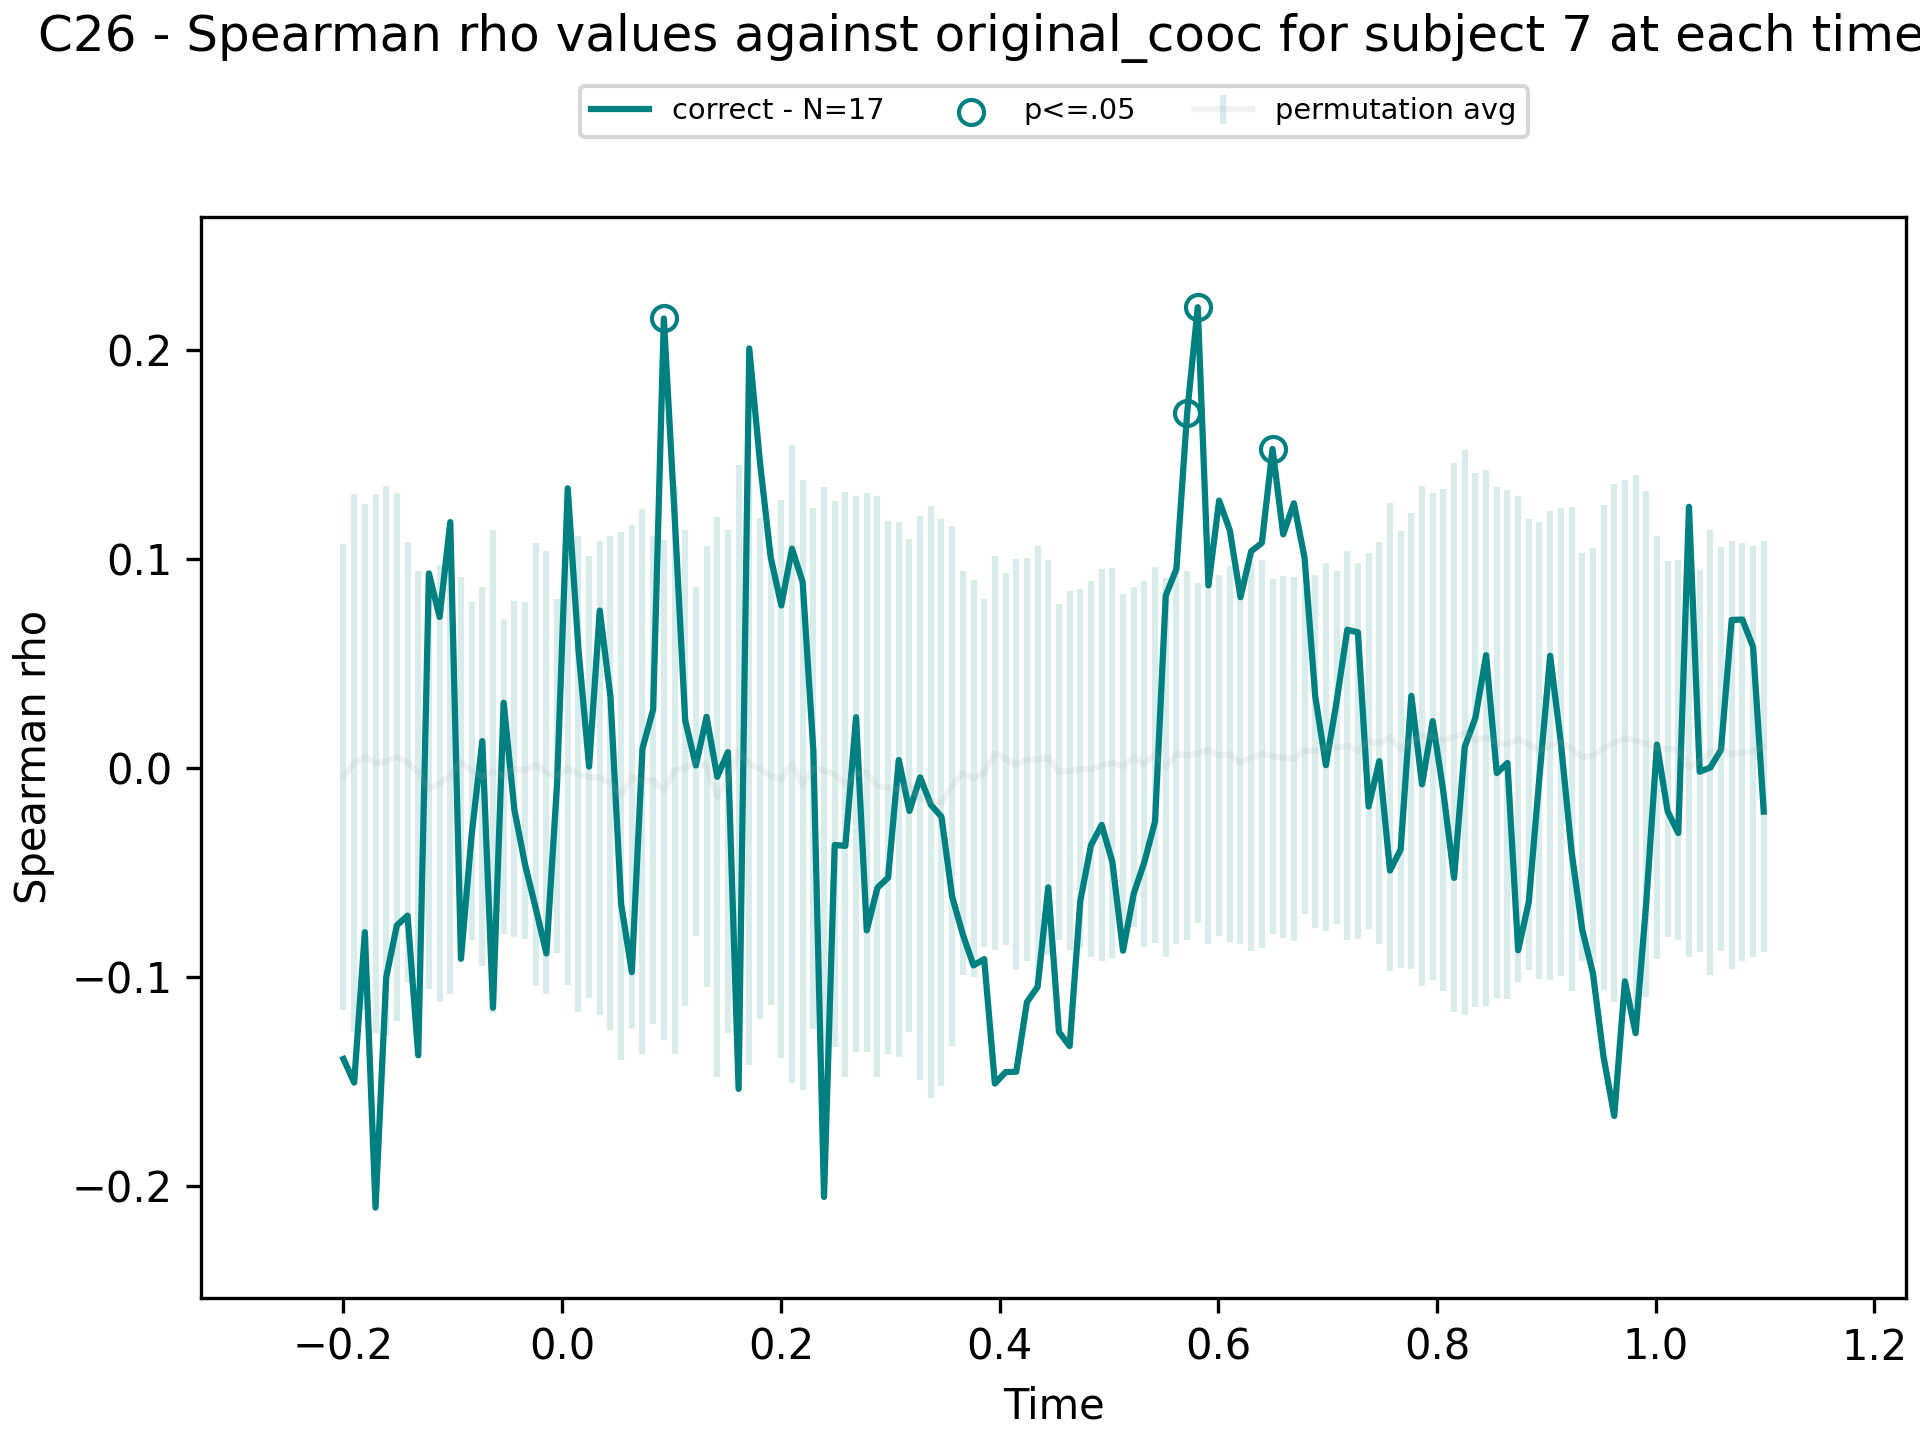 C26 - Spearman rho values against original_cooc for subject 7 at each time
correct - N=17 p<=.05 permutation avg
Spearman rho
0.2
0.1
0.0
−0.1
−0.2
−0.2 0.0 0.2 0.4 0.6 0.8 1.0 1.2
Time